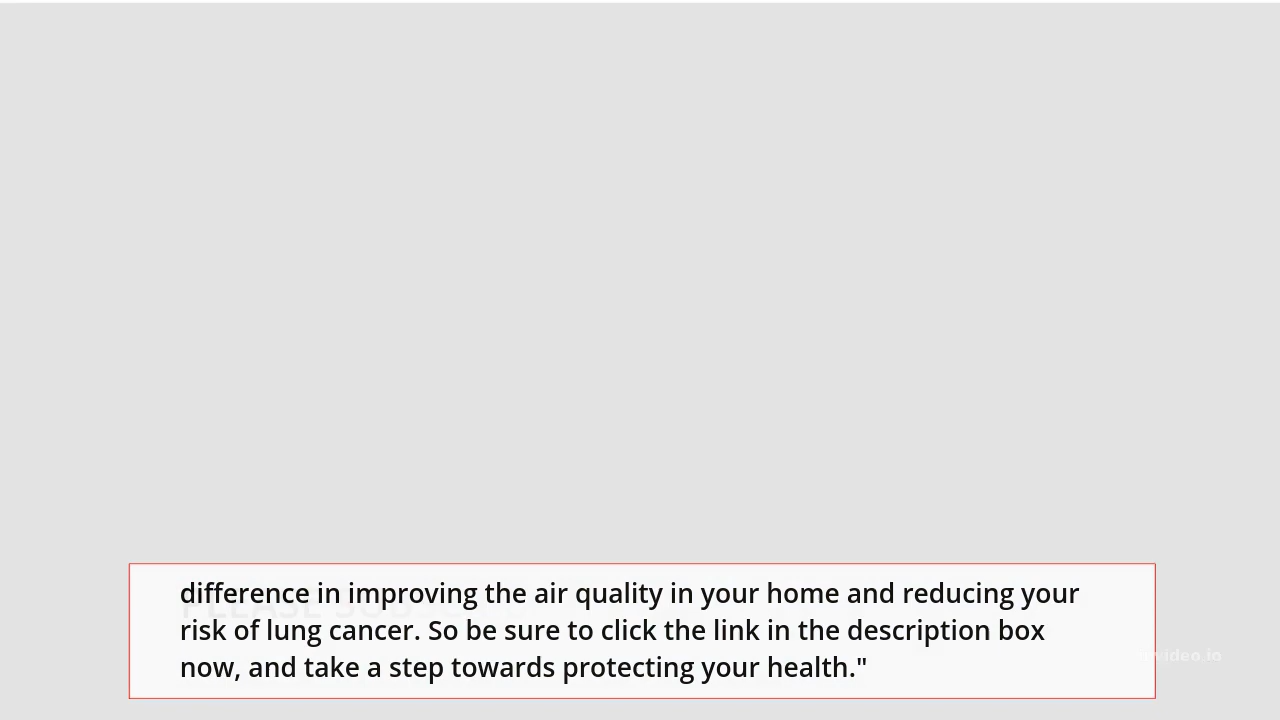 difference in improving the air quality in your home and reducing your
risk of lung cancer. So be sure to click the link in the description box
now, and take a step towards protecting your health."